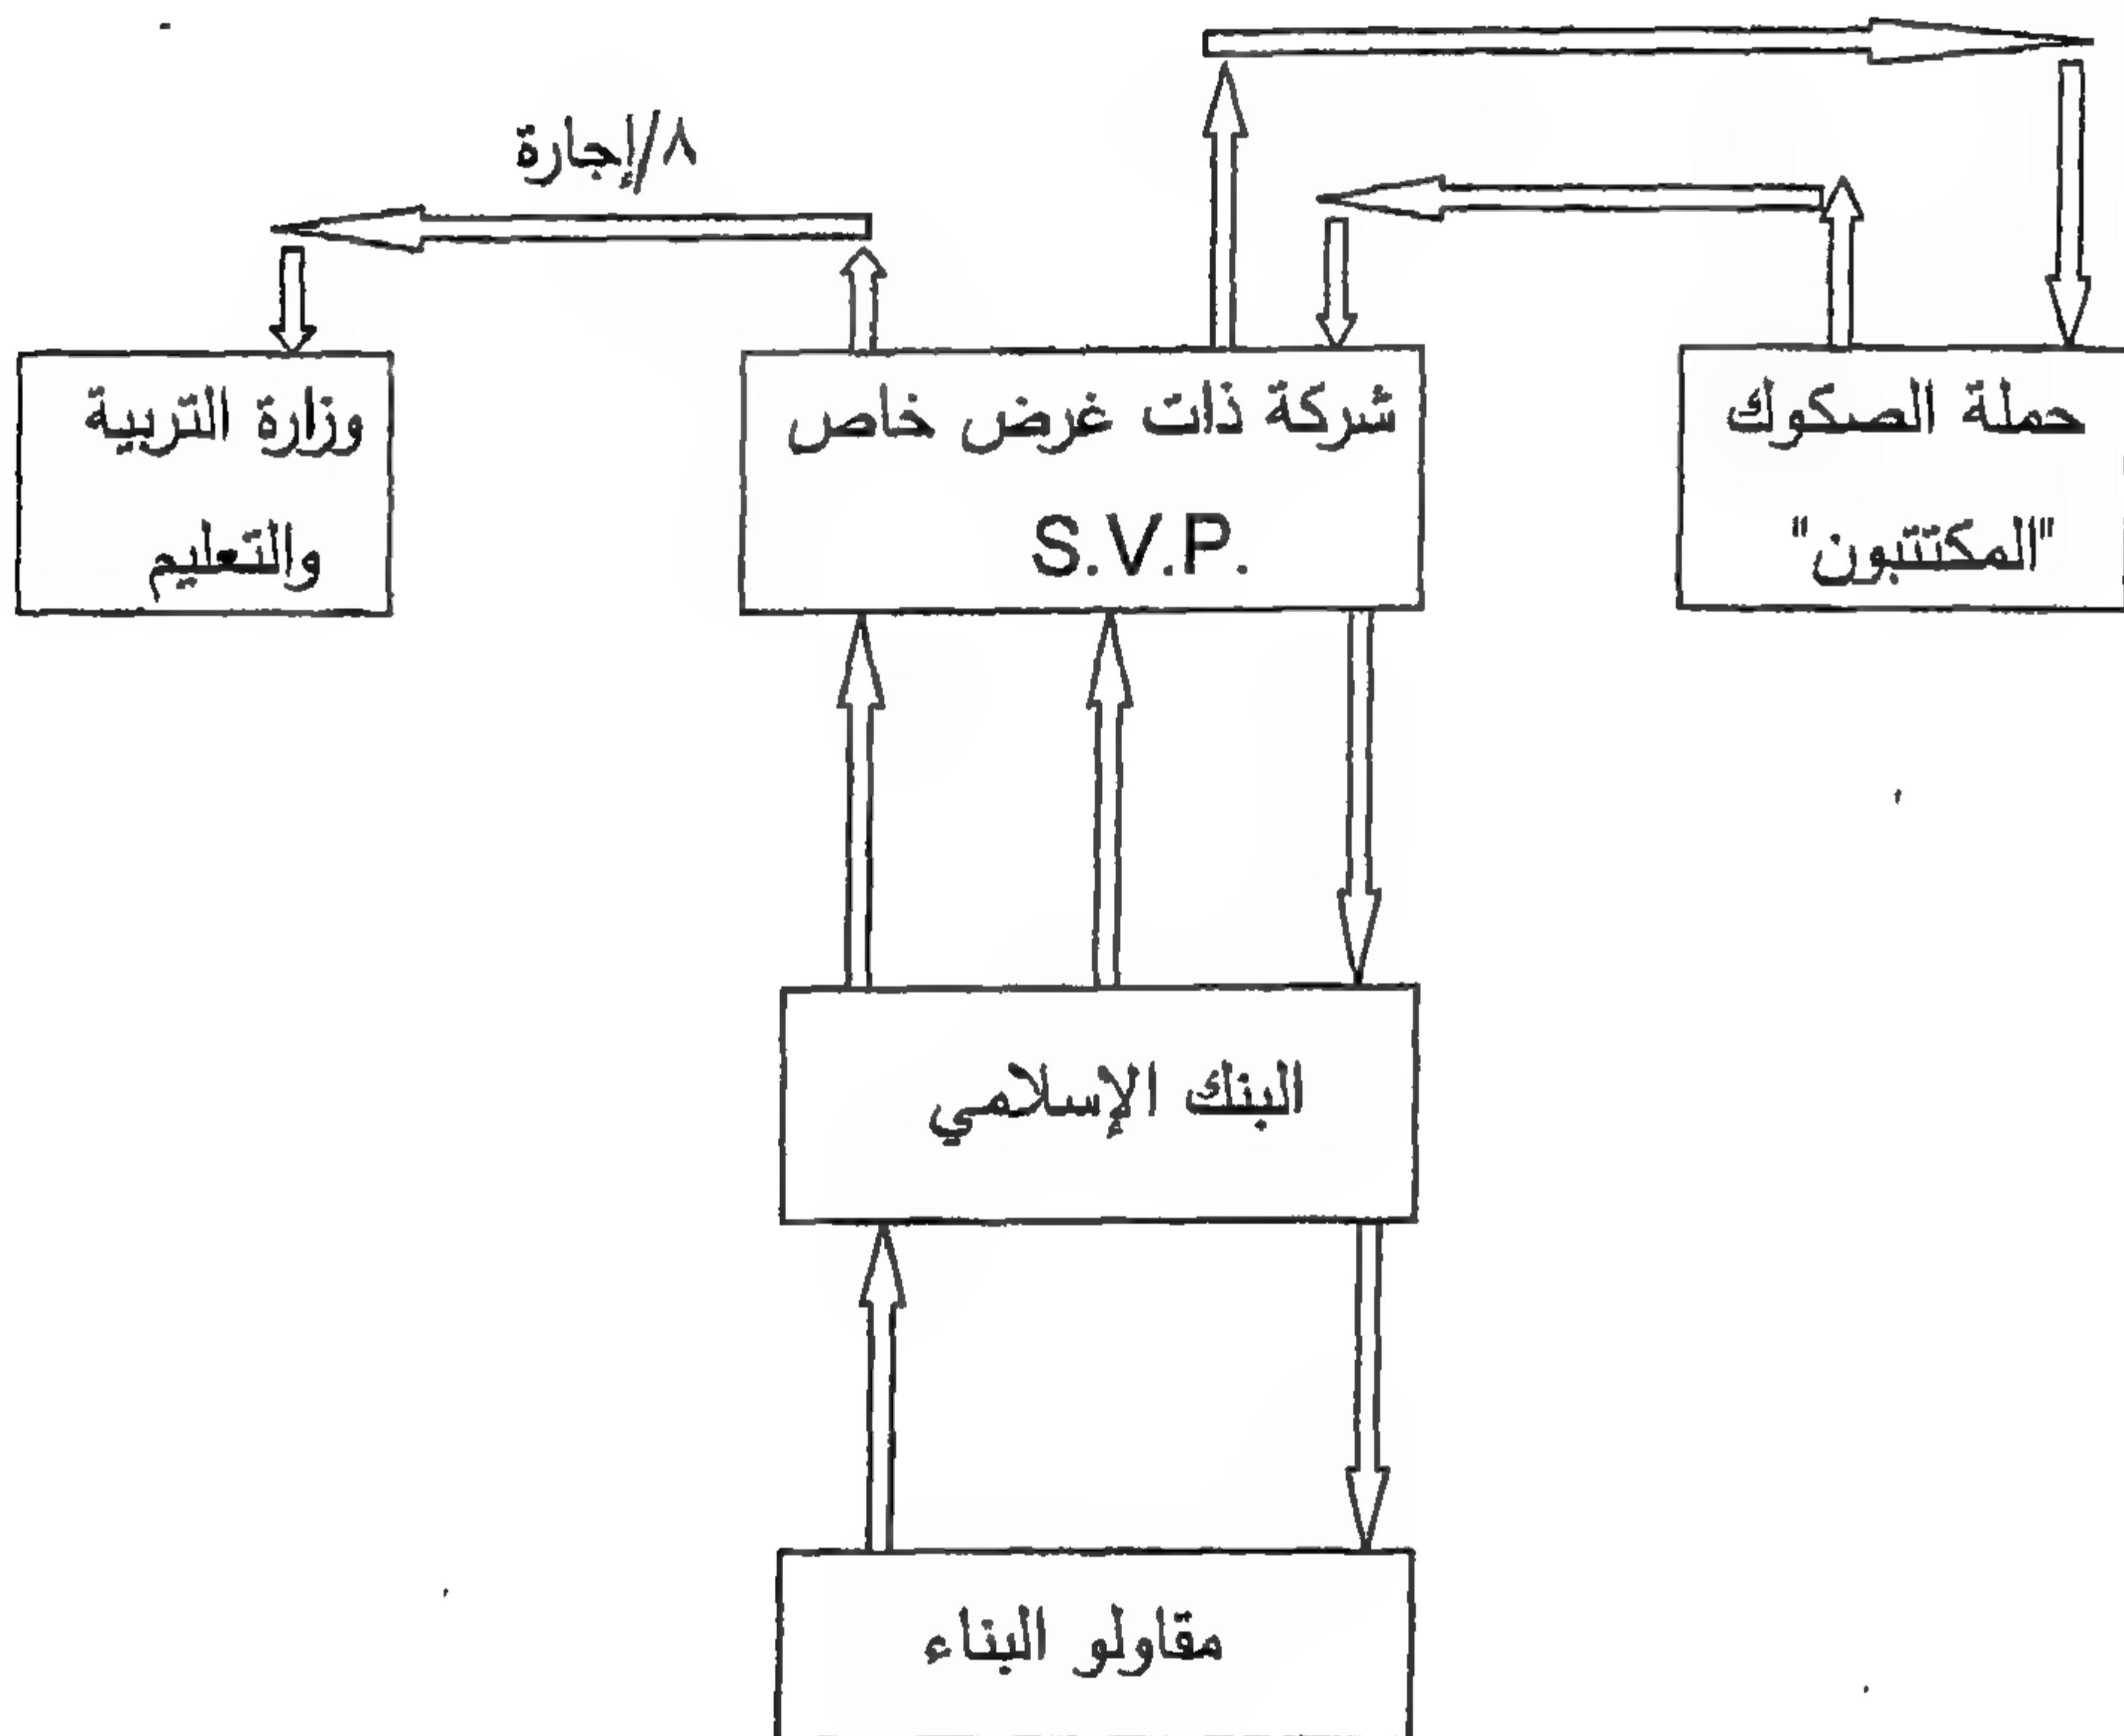 ٨/إجارة
حملة الصكوك
"المكتتبون"
شركة ذات غرض خاص
S.V.P.
وزارة التربية
والتعليم
البنك الإسلامي
مقاولو البناء